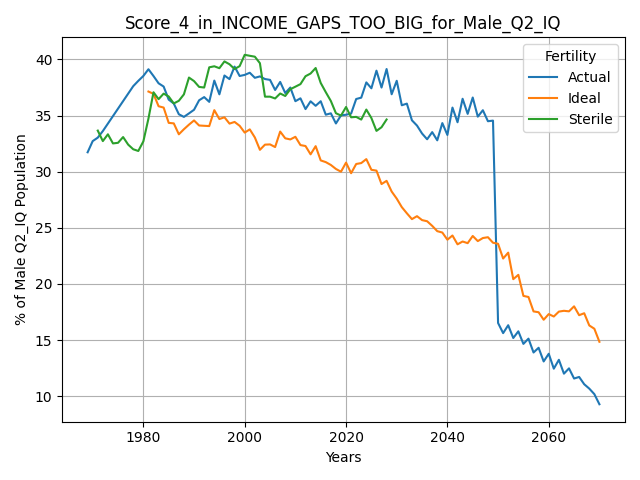 Score_4_in_INCOME_GAPS_TOO_BIG_for_Male_Q2_IQ
% of Male Q2_IQ Population
40
35
30
25
20
15
10
1980
2000
2020
2040
2060
Years
Fertility
Actual
Ideal
Sterile